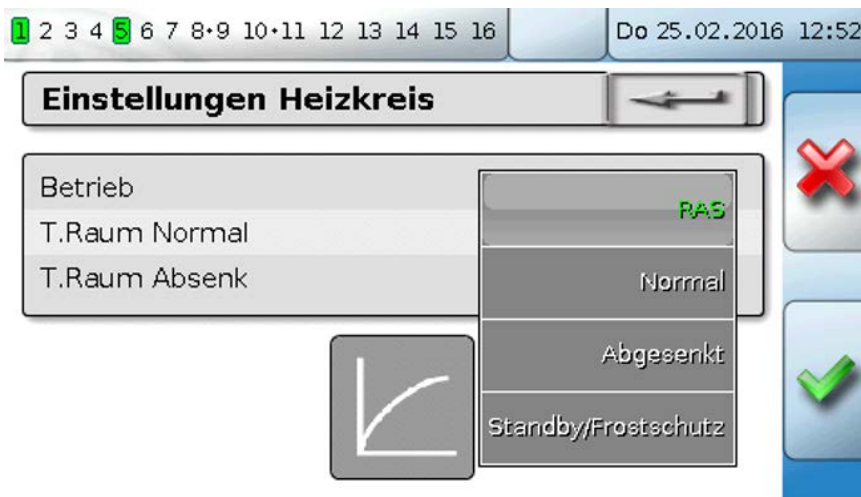 1 2 3 4 5 6 7 8·9 10·11 12 13 14 15 16 Do 25.02.2016 12:52
Einstellungen Heizkreis
Betrieb
RAS
T.Raum Normal
T.Raum Absenk
Normal
Abgesenkt
Standby/Frostschutz